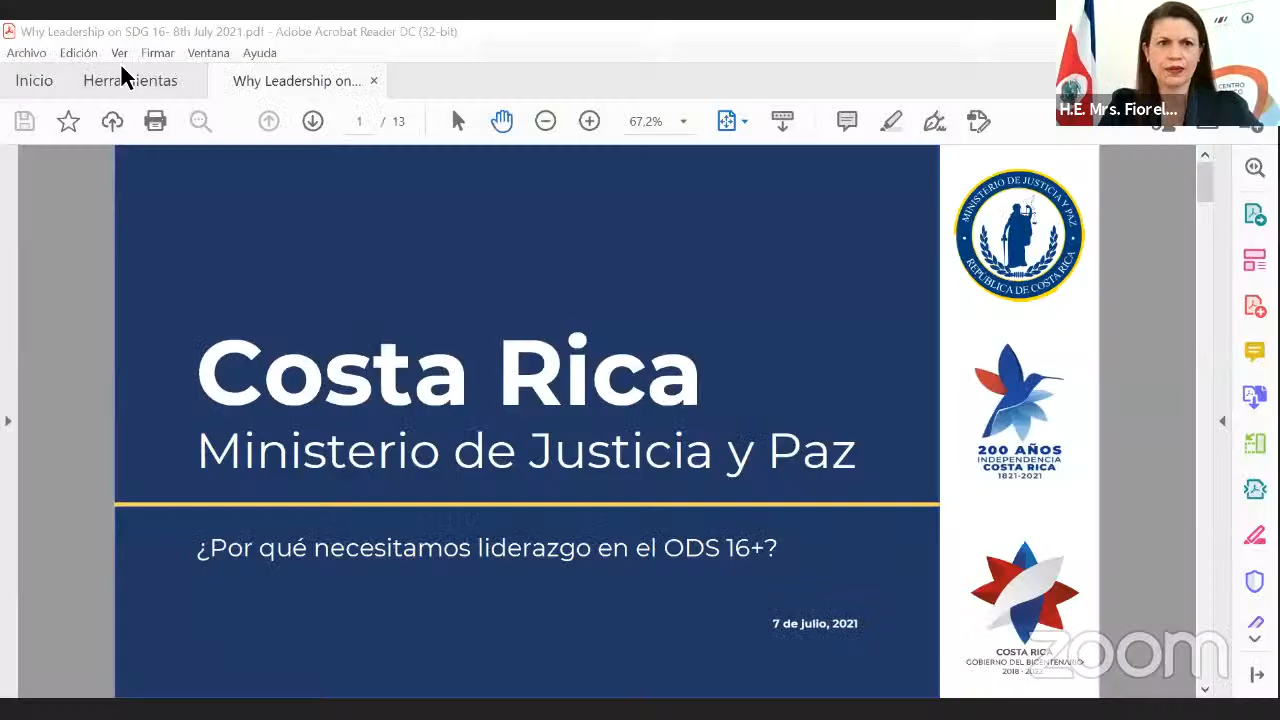 Why Leadership on SDG 16- 8th July 2021.pdf - Adobe Acrobat Reader DC (32-bit)
Archivo Edición Ver Firmar Ventana Ayuda
Inicio Herramientas Why Leadership on... ×
1 / 13 67,2%
H.E. Mrs. Fiorel...
MINISTERIO DE JUSTICIA Y PAZ
REPÚBLICA DE COSTA RICA
Costa Rica
Ministerio de Justicia y Paz
¿Por qué necesitamos liderazgo en el ODS 16+?
7 de julio, 2021
200 AÑOS
INDEPENDENCIA
COSTA RICA
1821-2021
COSTA RICA
GOBIERNO DEL BICENTENARIO
2018 - 2022
zoom